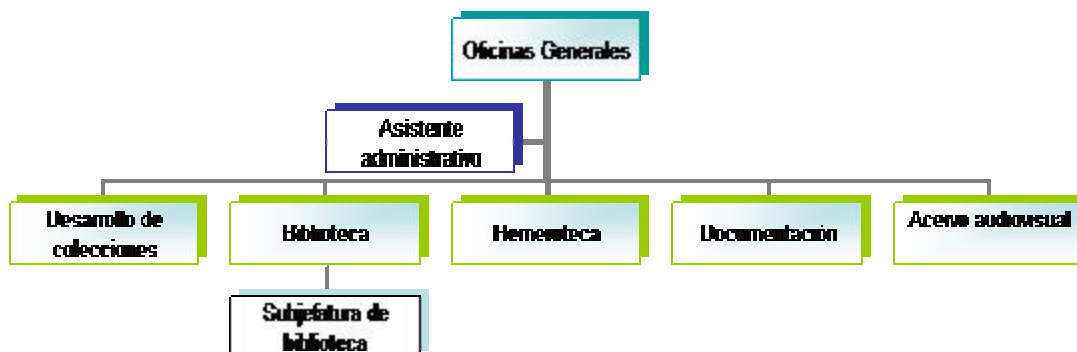 Oficinas Generales
Asistente
administrativo
Desarrollo de
colecciones
Biblioteca
Hemeroteca
Documentación
Acervo audiovisual
Subjefatura de
biblioteca